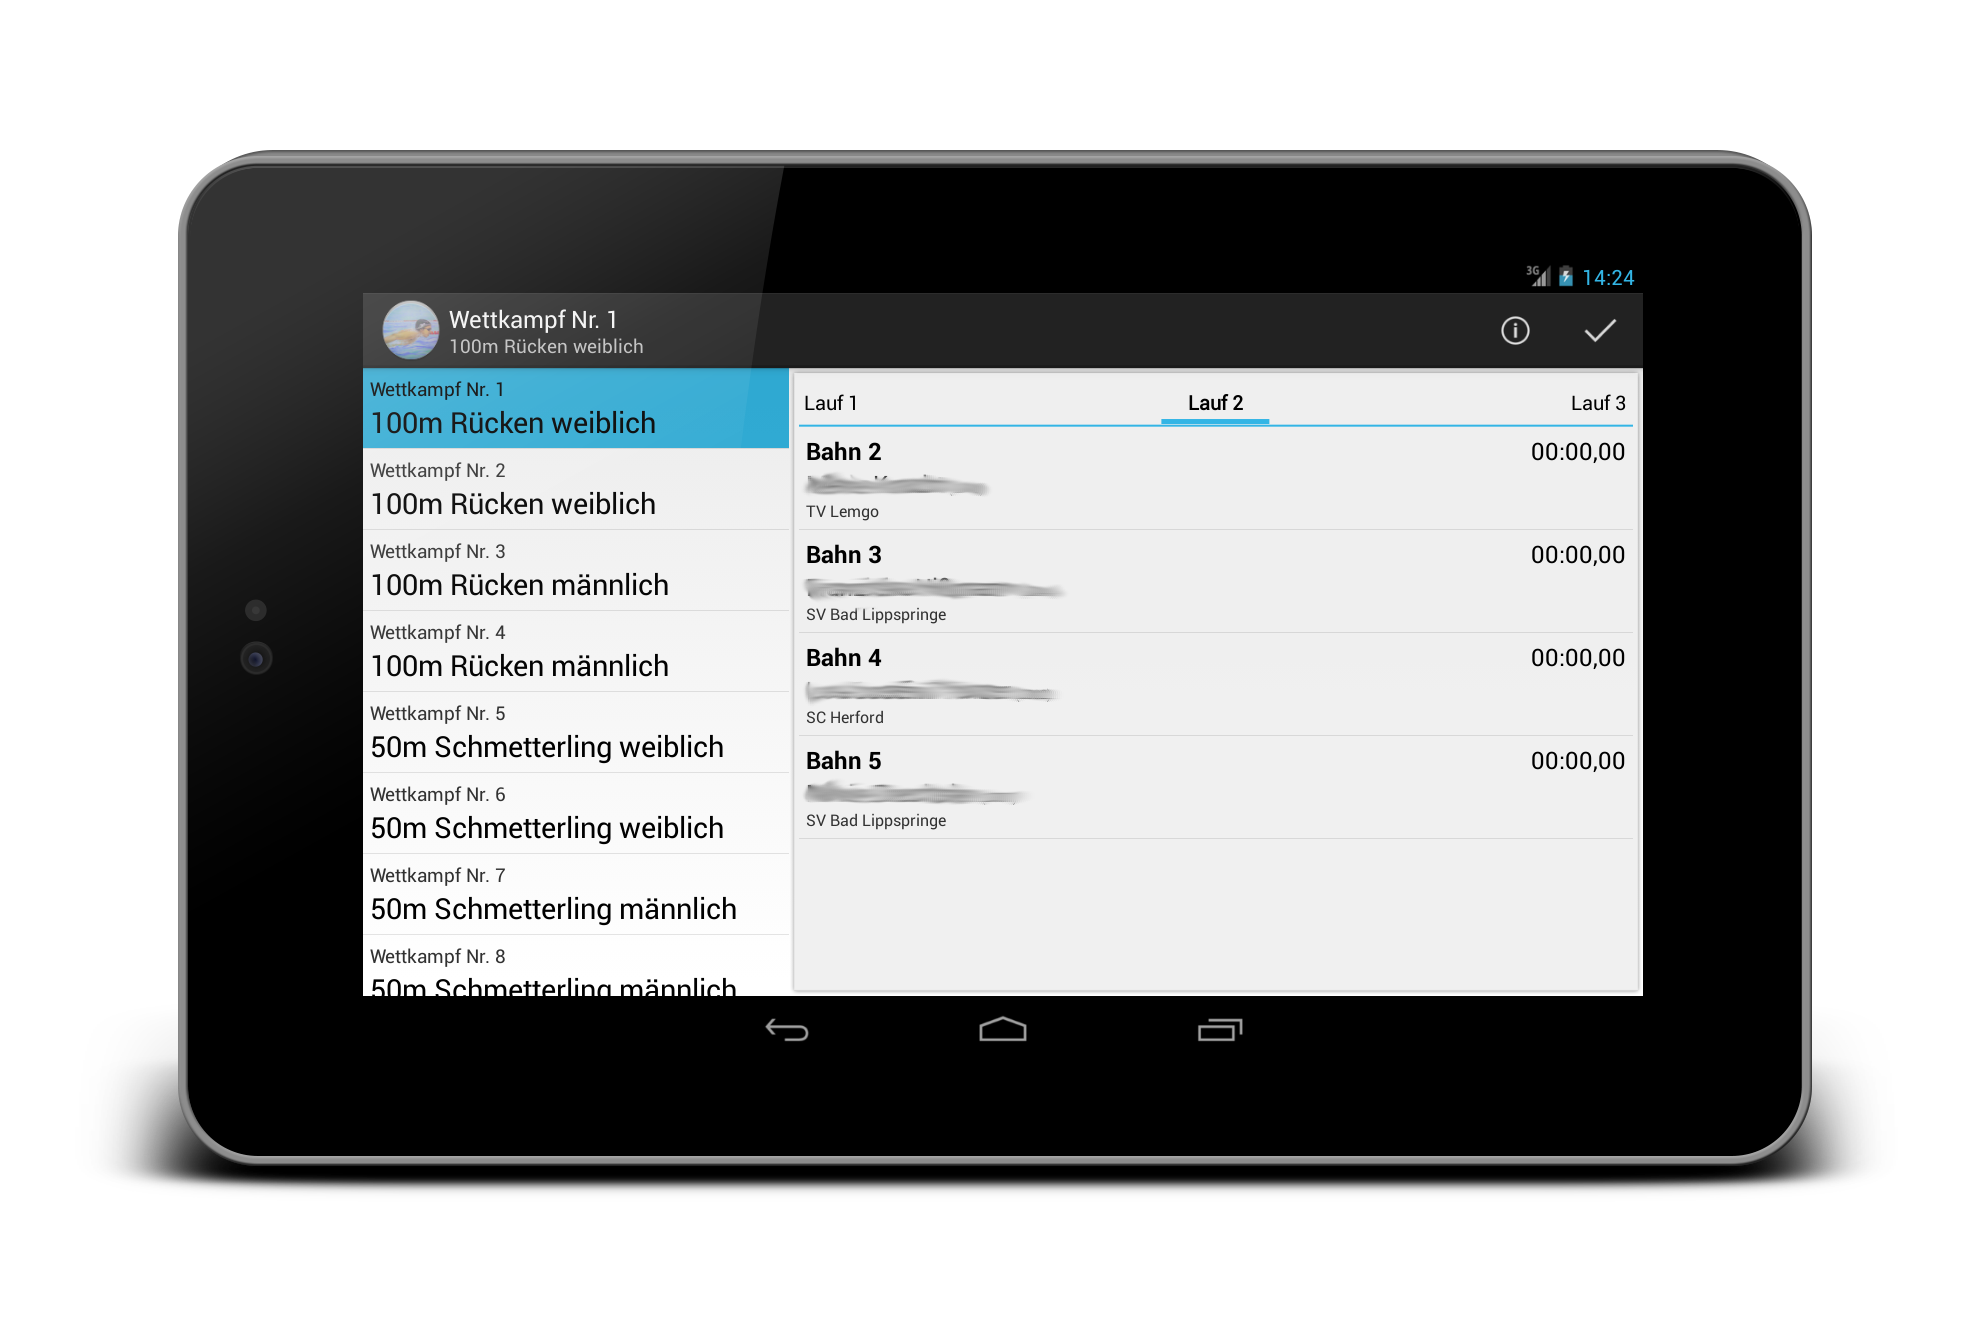 3G 14:24
Wettkampf Nr. 1
100m Rücken weiblich
Wettkampf Nr. 1
100m Rücken weiblich
Wettkampf Nr. 2
100m Rücken weiblich
Wettkampf Nr. 3
100m Rücken männlich
Wettkampf Nr. 4
100m Rücken männlich
Wettkampf Nr. 5
50m Schmetterling weiblich
Wettkampf Nr. 6
50m Schmetterling weiblich
Wettkampf Nr. 7
50m Schmetterling männlich
Wettkampf Nr. 8
50m Schmetterling männlich
Lauf 1 Lauf 2 Lauf 3
Bahn 2 00:00,00
TV Lemgo
Bahn 3 00:00,00
SV Bad Lippspringe
Bahn 4 00:00,00
SC Herford
Bahn 5 00:00,00
SV Bad Lippspringe